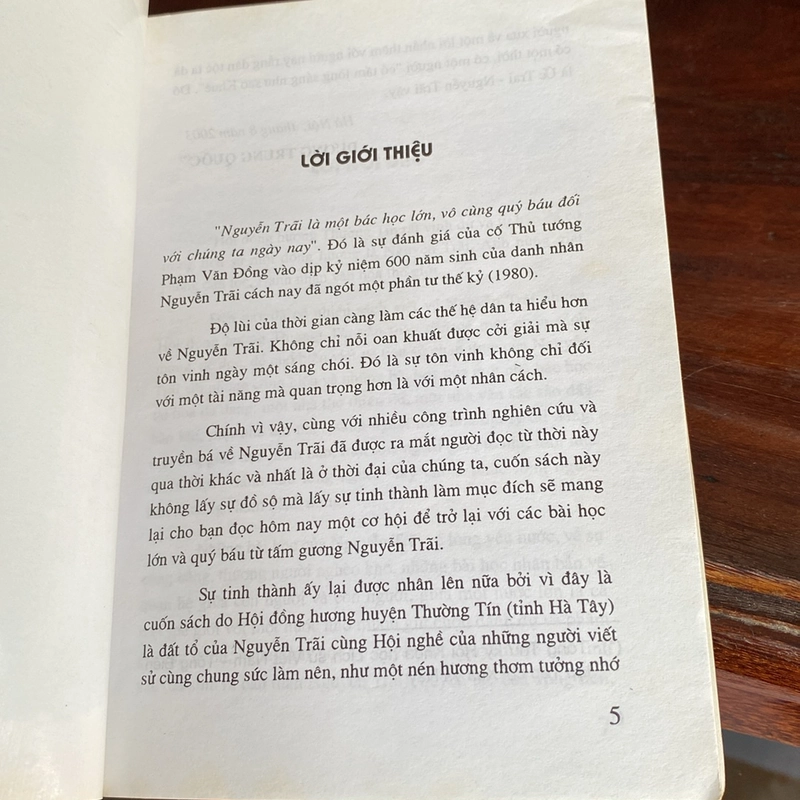 LỜI GIỚI THIỆU
"Nguyễn Trãi là một bác học lớn, vô cùng quý báu đối
với chúng ta ngày nay". Đó là sự đánh giá của cố Thủ tướng
Phạm Văn Đồng vào dịp kỷ niệm 600 năm sinh của danh nhân
Nguyễn Trãi cách nay đã ngót một phần tư thế kỷ (1980).
Độ lùi của thời gian càng làm các thế hệ dân ta hiểu hơn
về Nguyễn Trãi. Không chỉ nỗi oan khuất được cởi giải mà sự
tôn vinh ngày một sáng chói. Đó là sự tôn vinh không chỉ đối
với một tài năng mà quan trọng hơn là với một nhân cách.
Chính vì vậy, cùng với nhiều công trình nghiên cứu và
truyền bá về Nguyễn Trãi đã được ra mắt người đọc từ thời này
qua thời khác và nhất là ở thời đại của chúng ta, cuốn sách này
không lấy sự đồ sộ mà lấy sự tinh thành làm mục đích sẽ mang
lại cho bạn đọc hôm nay một cơ hội để trở lại với các bài học
lớn và quý báu từ tấm gương Nguyễn Trãi.
Sự tinh thành ấy lại được nhân lên nữa bởi vì đây là
cuốn sách do Hội đồng hương huyện Thường Tín (tỉnh Hà Tây)
là đất tổ của Nguyễn Trãi cùng Hội nghề của những người viết
sử cùng chung sức làm nên, như một nén hương thơm tưởng nhớ
5